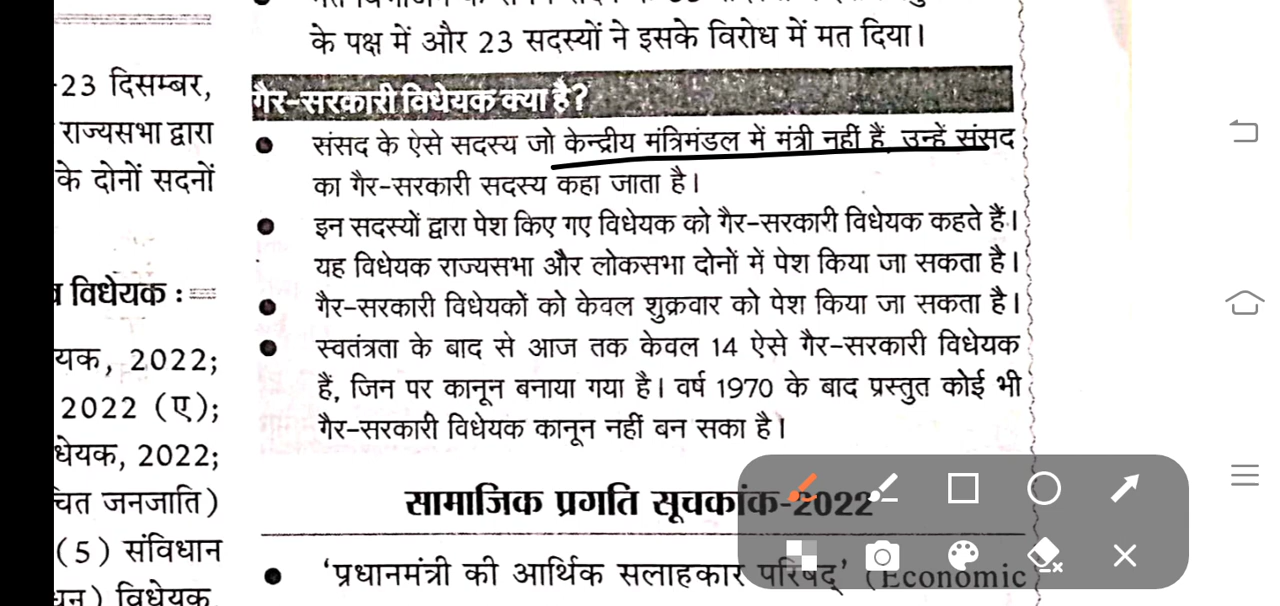 के पक्ष में और 23 सदस्यों ने इसके विरोध में मत दिया।
गैर-सरकारी विधेयक क्या है?
संसद के ऐसे सदस्य जो केन्द्रीय मंत्रिमंडल में मंत्री नहीं हैं, उन्हें संसद
का गैर-सरकारी सदस्य कहा जाता है।
इन सदस्यों द्वारा पेश किए गए विधेयक को गैर-सरकारी विधेयक कहते हैं।
यह विधेयक राज्यसभा और लोकसभा दोनों में पेश किया जा सकता है।
गैर-सरकारी विधेयकों को केवल शुक्रवार को पेश किया जा सकता है।
स्वतंत्रता के बाद से आज तक केवल 14 ऐसे गैर-सरकारी विधेयक
हैं, जिन पर कानून बनाया गया है। वर्ष 1970 के बाद प्रस्तुत कोई भी
गैर-सरकारी विधेयक कानून नहीं बन सका है।
सामाजिक प्रगति सूचकांक-2022
'प्रधानमंत्री की आर्थिक सलाहकार परिषद्' (Economic
23 दिसम्बर,
राज्यसभा द्वारा
के दोनों सदनों
विधेयक :
यक, 2022;
2022 (ए);
धेयक, 2022;
चित जनजाति)
(5) संविधान
विधेयक